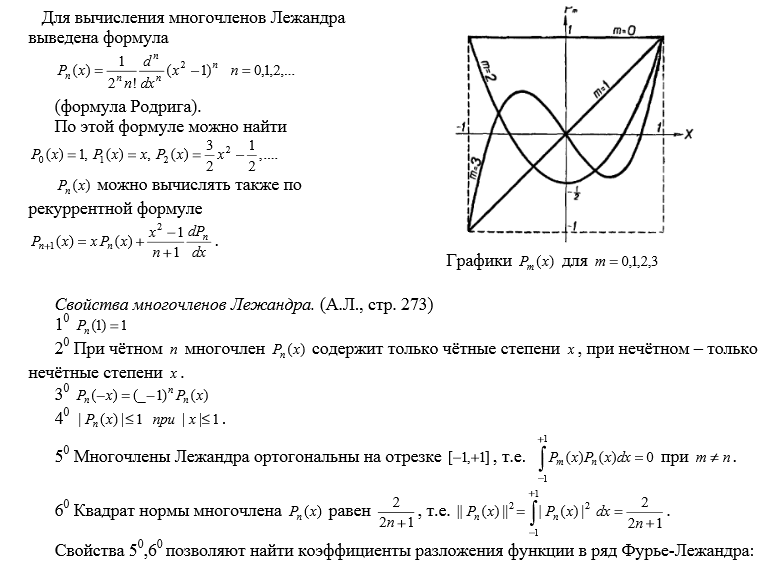 Для вычисления многочленов Лежандра
выведена формула
P_n(x) = \frac{1}{2^n n!} \frac{d^n}{dx^n} (x^2 − 1)^n n = 0,1,2,...
(формула Родрига).
По этой формуле можно найти
P_0(x) = 1, P_1(x) = x, P_2(x) = \frac{3}{2} x^2 − \frac{1}{2},....
P_n(x) можно вычислять также по
рекуррентной формуле
P_{n+1}(x) = x P_n(x) + \frac{x^2 − 1}{n + 1} \frac{dP_n}{dx} .
P_m
1
m=0
m=2
m=1
-1
1
X
m=3
-\frac{1}{2}
-1
Графики P_m(x) для m = 0,1,2,3
Свойства многочленов Лежандра. (А.Л., стр. 273)
1^0 P_n(1) = 1
2^0 При чётном n многочлен P_n(x) содержит только чётные степени x , при нечётном – только
нечётные степени x .
3^0 P_n(−x) = (_−1)^n P_n(x)
4^0 | P_n(x) | ≤ 1 при | x | ≤ 1 .
5^0 Многочлены Лежандра ортогональны на отрезке [−1,+1] , т.е. \int_{−1}^{+1} P_m(x)P_n(x)dx = 0 при m ≠ n .
6^0 Квадрат нормы многочлена P_n(x) равен \frac{2}{2n+1} , т.е. || P_n(x) ||^2 = \int_{−1}^{+1} | P_n(x) |^2 dx = \frac{2}{2n+1} .
Свойства 5^0,6^0 позволяют найти коэффициенты разложения функции в ряд Фурье-Лежандра: